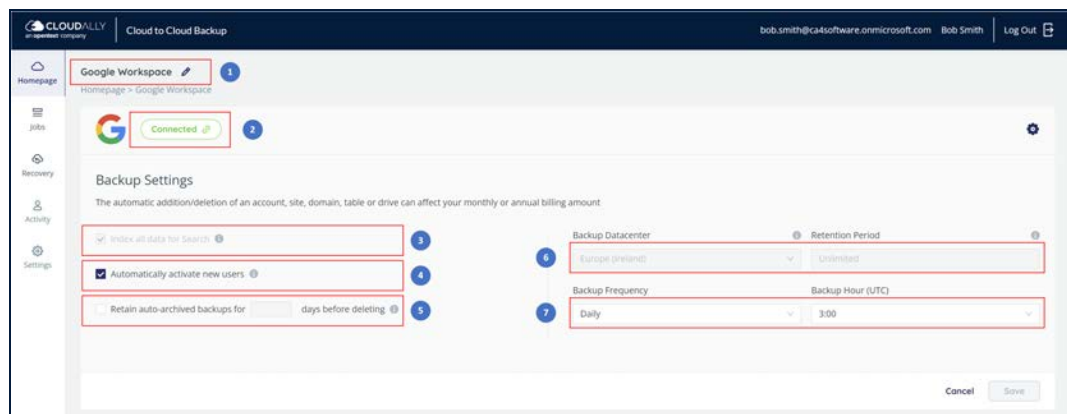 CLOUDALLY
an opentext company
Cloud to Cloud Backup
bob.smith@ca4software.onmicrosoft.com Bob Smith Log Out
Homepage
Jobs
Recovery
Activity
Settings
Google Workspace 1
Homepage > Google Workspace
Connected 2
Backup Settings
The automatic addition/deletion of an account, site, domain, table or drive can affect your monthly or annual billing amount
Index all data for Search 3
Automatically activate new users 4
Retain auto-archived backups for days before deleting 5
Backup Datacenter Retention Period
6 Europe (Ireland) Unlimited
Backup Frequency Backup Hour (UTC)
7 Daily 3:00
Cancel Save